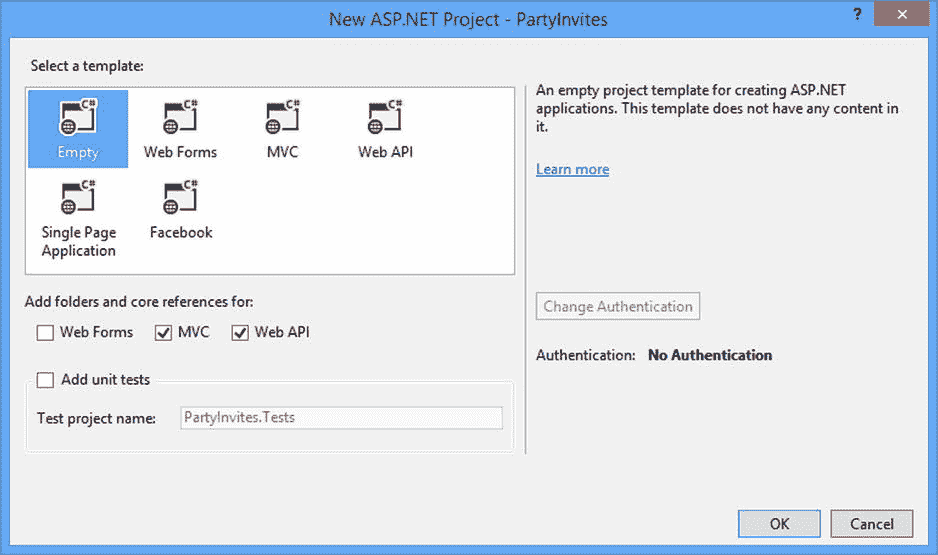 New ASP.NET Project - PartyInvites
?
Select a template:
C#
C#
C#
C#
Empty
Web Forms
MVC
Web API
C#
C#
Single Page
Application
Facebook
An empty project template for creating ASP.NET
applications. This template does not have any content in
it.
Learn more
Add folders and core references for:
Web Forms
MVC
Web API
Add unit tests
Test project name:
PartyInvites.Tests
Change Authentication
Authentication: No Authentication
OK
Cancel